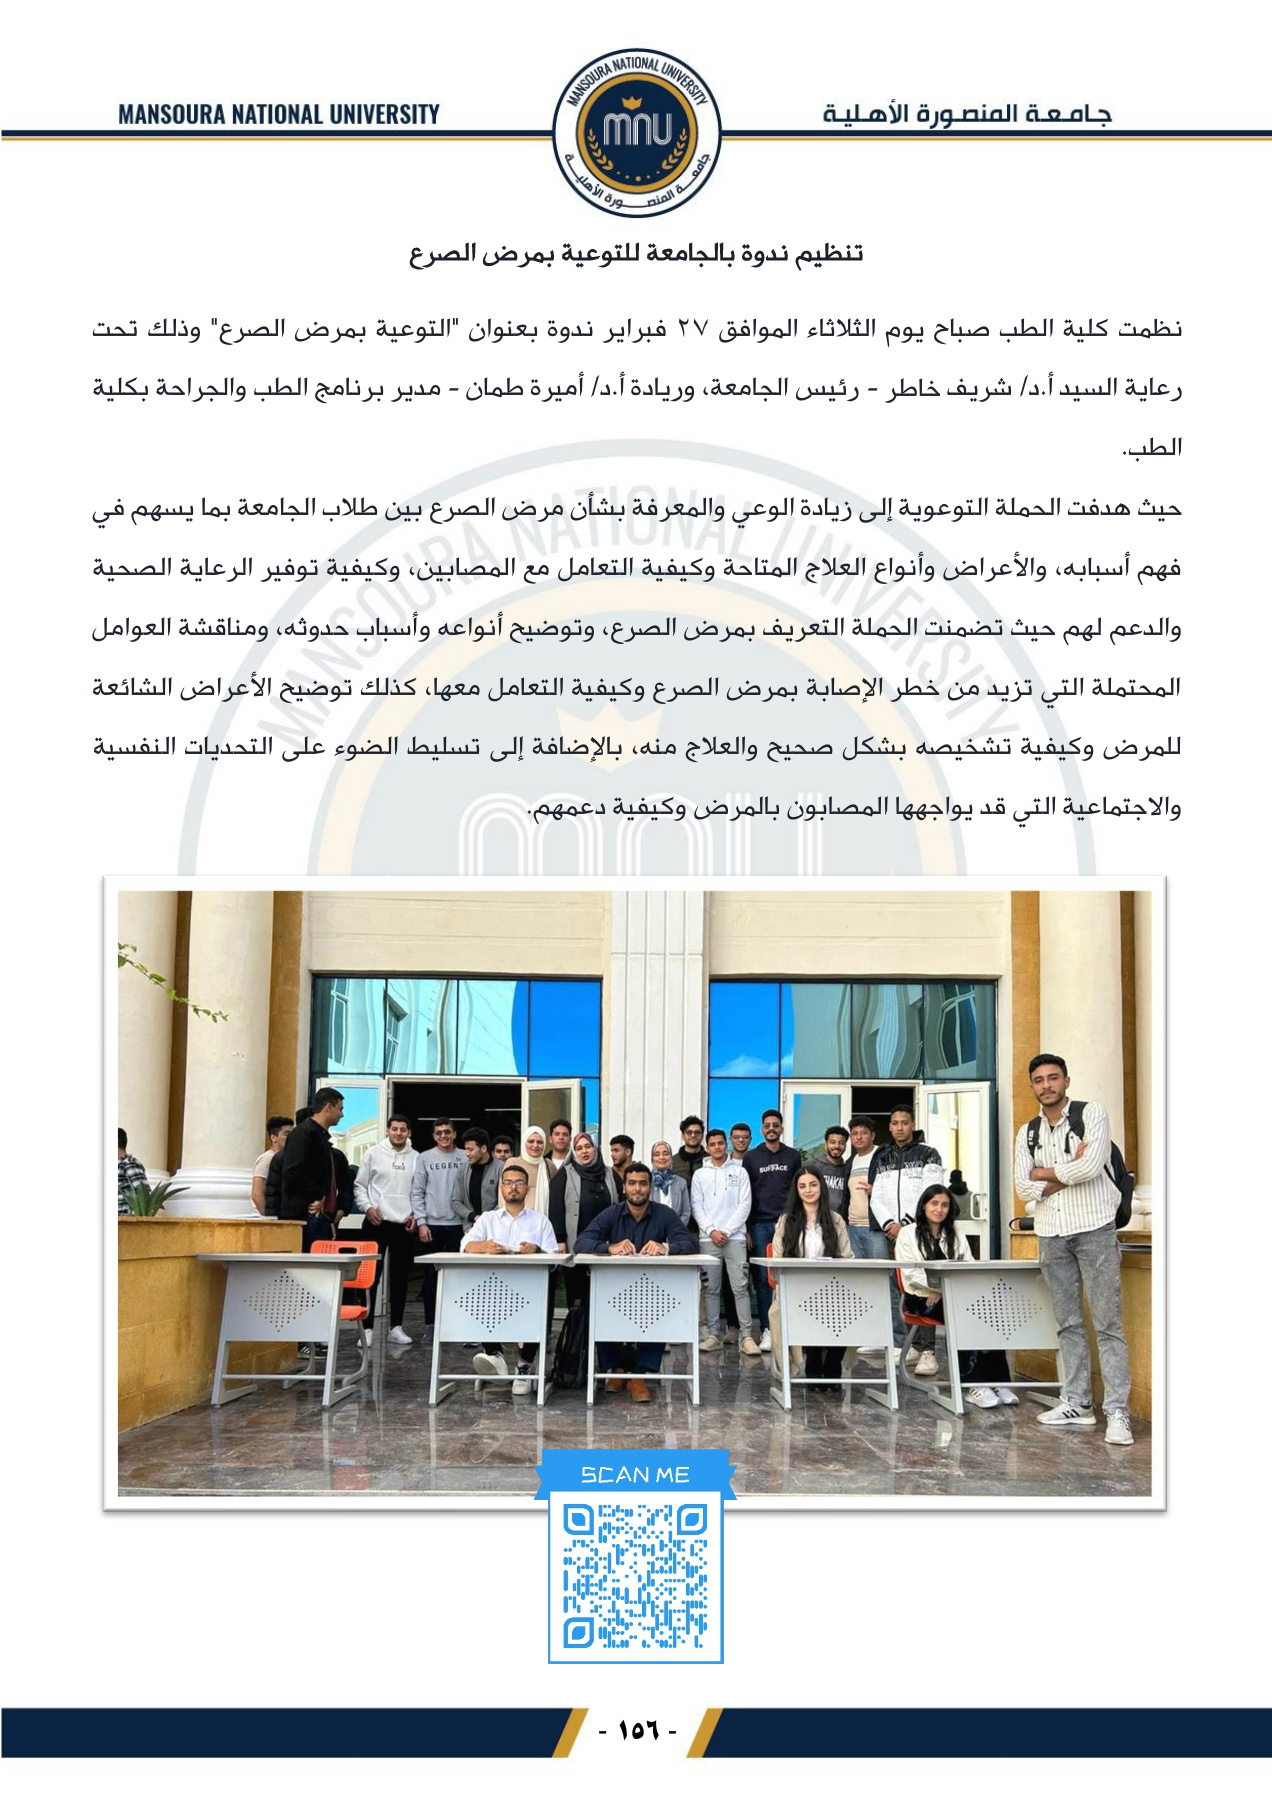 MANSOURA NATIONAL UNIVERSITY
جامعة المنصورة الأهلية
MANSOURA NATIONAL UNIVERSITY
mnu
جامعة المنصورة الأهلية
تنظيم ندوة بالجامعة للتوعية بمرض الصرع
نظمت كلية الطب صباح يوم الثلاثاء الموافق ٢٧ فبراير ندوة بعنوان "التوعية بمرض الصرع" وذلك تحت
رعاية السيد أ.د/ شريف خاطر - رئيس الجامعة، وريادة أ.د/ أميرة طمان - مدير برنامج الطب والجراحة بكلية
الطب.
حيث هدفت الحملة التوعوية إلى زيادة الوعي والمعرفة بشأن مرض الصرع بين طلاب الجامعة بما يسهم في
فهم أسبابه، والأعراض وأنواع العلاج المتاحة وكيفية التعامل مع المصابين، وكيفية توفير الرعاية الصحية
والدعم لهم حيث تضمنت الحملة التعريف بمرض الصرع، وتوضيح أنواعه وأسباب حدوثه، ومناقشة العوامل
المحتملة التي تزيد من خطر الإصابة بمرض الصرع وكيفية التعامل معها، كذلك توضيح الأعراض الشائعة
للمرض وكيفية تشخيصه بشكل صحيح والعلاج منه، بالإضافة إلى تسليط الضوء على التحديات النفسية
والاجتماعية التي قد يواجهها المصابون بالمرض وكيفية دعمهم.
MANSOURA NATIONAL UNIVERSITY
mnu
LEGEN
SCAN ME
- ١٥٦ -